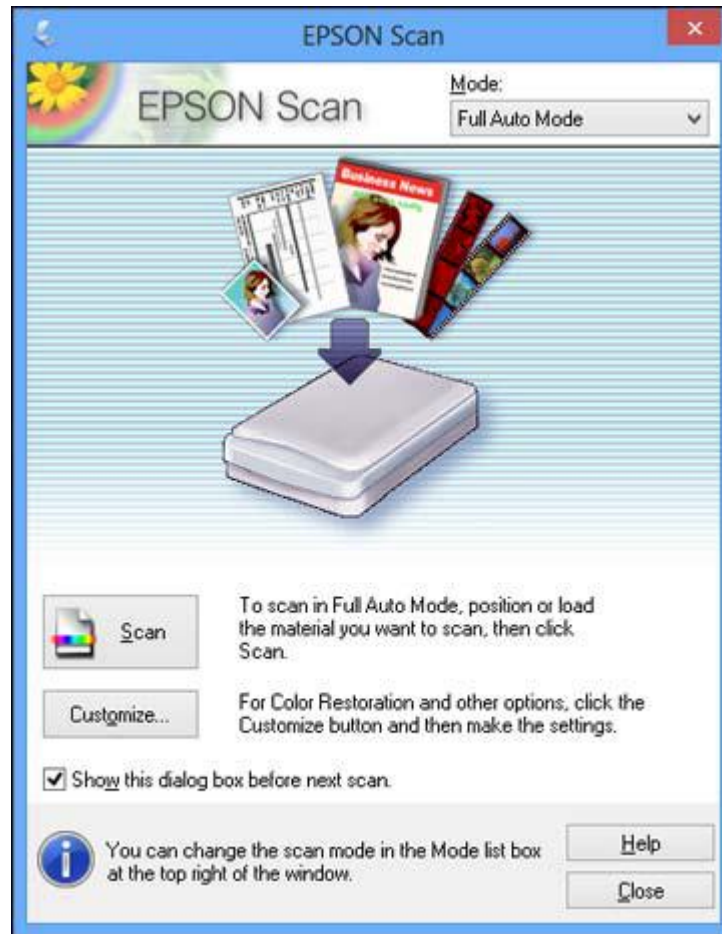 EPSON Scan
EPSON Scan
Mode:
Full Auto Mode
Business News
Scan
To scan in Full Auto Mode, position or load
the material you want to scan, then click
Scan.
Customize...
For Color Restoration and other options, click the
Customize button and then make the settings.
Show this dialog box before next scan.
You can change the scan mode in the Mode list box
at the top right of the window.
Help
Close